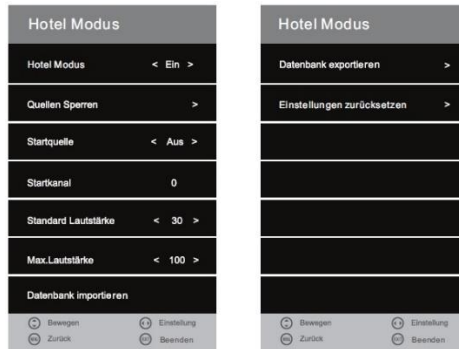 Hotel Modus
Hotel Modus < Ein >
Quellen Sperren >
Startquelle < Aus >
Startkanal 0
Standard Lautstärke < 30 >
Max.Lautstärke < 100 >
Datenbank importieren
Bewegen Einstellung
Zurück Beenden
Hotel Modus
Datenbank exportieren >
Einstellungen zurücksetzen >
Bewegen Einstellung
Zurück Beenden